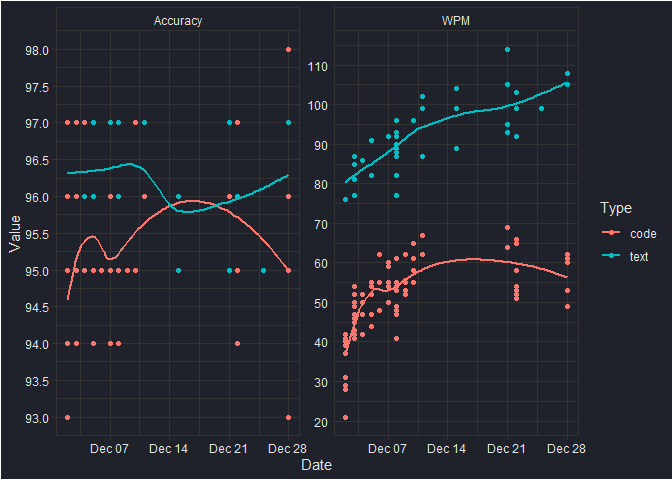 Accuracy
WPM
98.0
97.5
97.0
96.5
96.0
95.5
95.0
94.5
94.0
93.5
93.0
Value
110
100
90
80
70
60
50
40
30
20
Dec 07
Dec 14
Dec 21
Dec 28
Dec 07
Dec 14
Dec 21
Dec 28
Date
Type
code
text